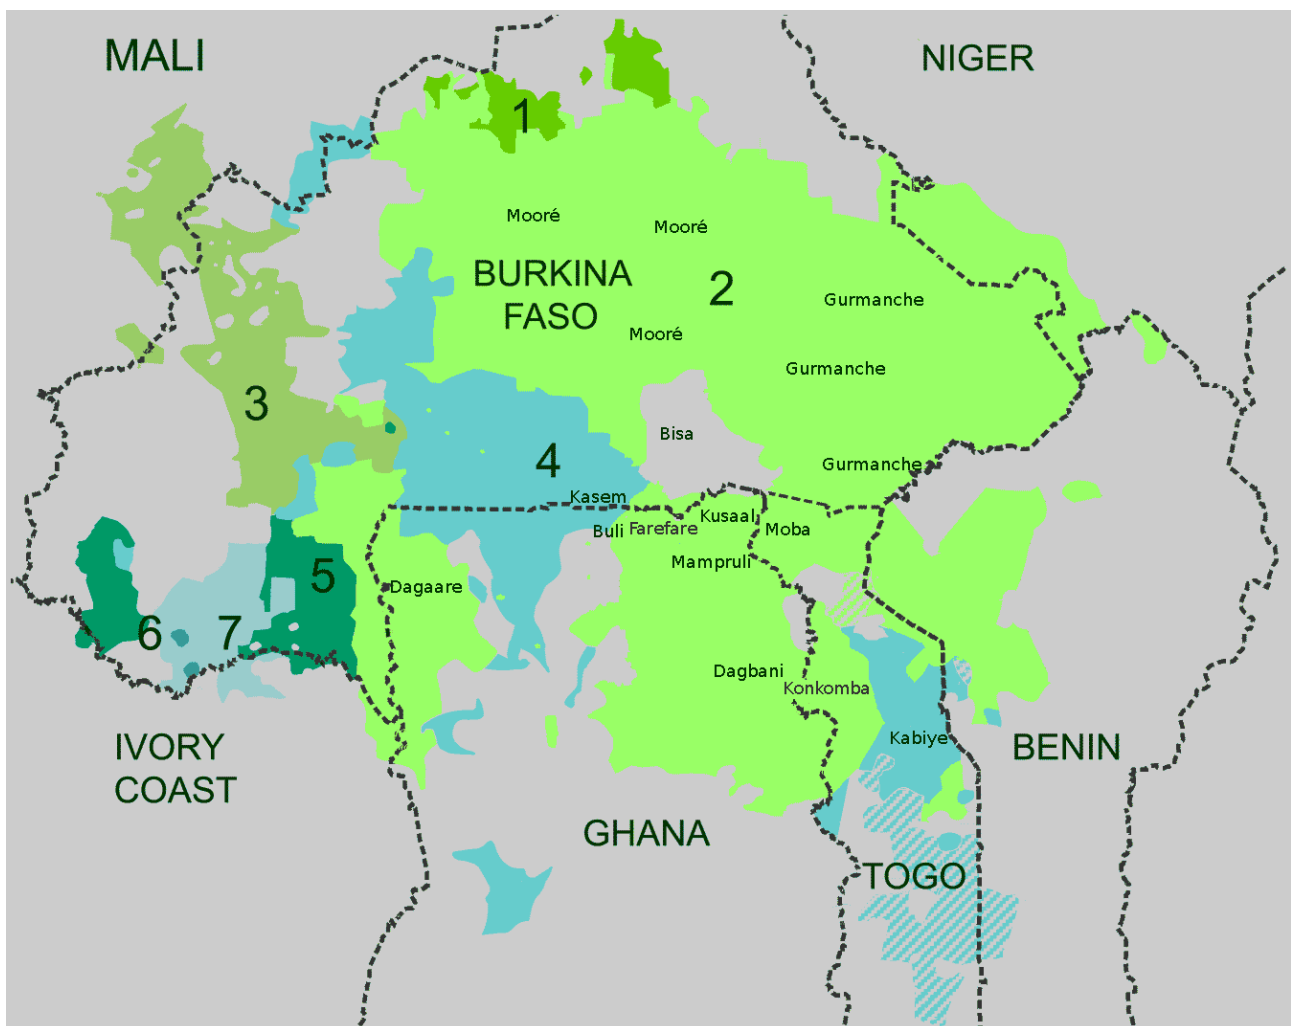 MALI
NIGER
1
Mooré
Mooré
BURKINA
FASO
2
Gurmanche
Mooré
Gurmanche
3
Bisa
4
Gurmanche
Kasem
Kusaal
Buli
Farefare
Moba
Mampruli
5
Dagaare
6
7
Dagbani
Konkomba
Kabiye
IVORY
COAST
BENIN
GHANA
TOGO